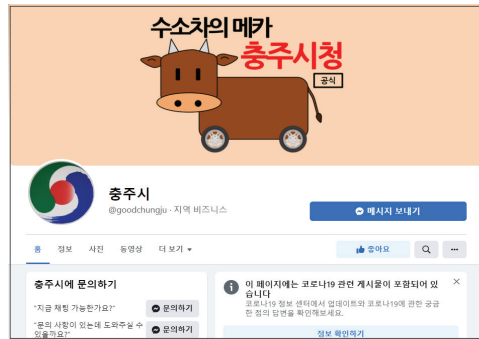 수소차의 메카
충주시청
공식
충주시
@goodchungju · 지역 비즈니스
메시지 보내기
홈 정보 사진 동영상 더 보기
좋아요
충주시에 문의하기
"지금 채팅 가능한가요?"
문의하기
"문의 사항이 있는데 도와주실 수
있을까요?"
문의하기
이 페이지에는 코로나19 관련 게시물이 포함되어 있
습니다
코로나19 정보 센터에서 업데이트와 코로나19에 관한 궁금
한 점의 답변을 확인해보세요.
정보 확인하기